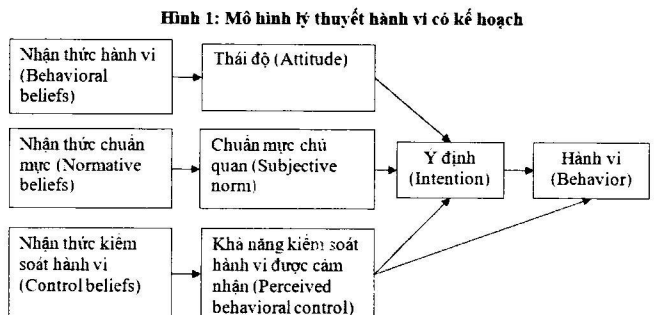 Hình 1: Mô hình lý thuyết hành vi có kế hoạch
Nhận thức hành vi
(Behavioral
beliefs)
Thái độ (Attitude)
Nhận thức chuẩn
mực (Normative
beliefs)
Chuẩn mực chủ
quan (Subjective
norm)
Ý định
(Intention)
Hành vi
(Behavior)
Nhận thức kiểm
soát hành vi
(Control beliefs)
Khả năng kiểm soát
hành vi được cảm
nhận (Perceived
behavioral control)